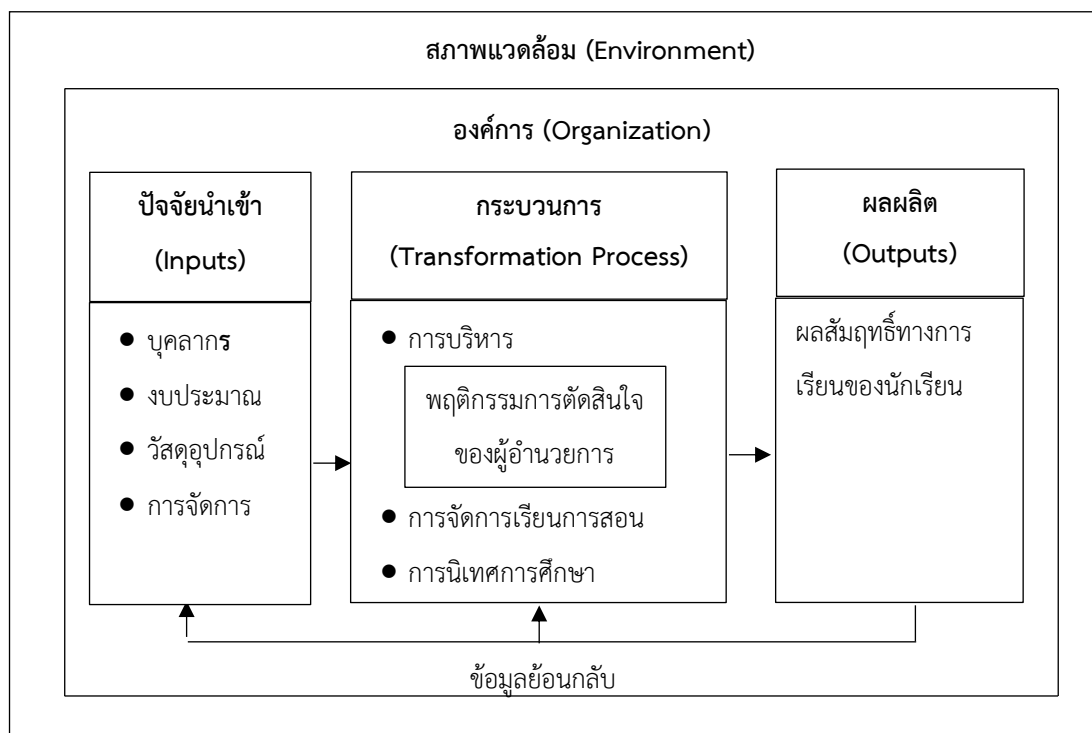 สภาพแวดล้อม (Environment)
องค์การ (Organization)
ปัจจัยนำเข้า
(Inputs)
● บุคลากร
● งบประมาณ
● วัสดุอุปกรณ์
● การจัดการ
กระบวนการ
(Transformation Process)
● การบริหาร
พฤติกรรมการตัดสินใจ
ของผู้อำนวยการ
● การจัดการเรียนการสอน
● การนิเทศการศึกษา
ผลผลิต
(Outputs)
ผลสัมฤทธิ์ทางการ
เรียนของนักเรียน
ข้อมูลย้อนกลับ